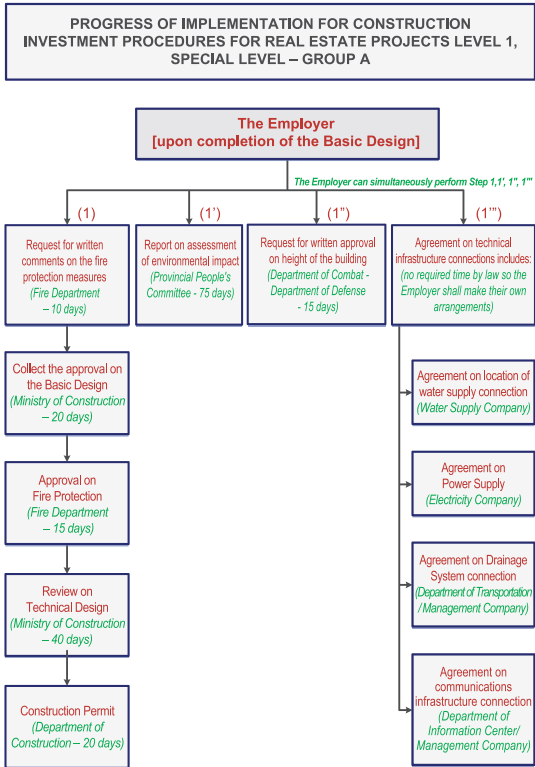 PROGRESS OF IMPLEMENTATION FOR CONSTRUCTION
INVESTMENT PROCEDURES FOR REAL ESTATE PROJECTS LEVEL 1,
SPECIAL LEVEL – GROUP A
The Employer
[upon completion of the Basic Design]
The Employer can simultaneously perform Step 1,1', 1", 1"'
(1)
Request for written
comments on the fire
protection measures
(Fire Department
– 10 days)
(1')
Report on assessment
of environmental impact
(Provincial People's
Committee - 75 days)
(1")
Request for written approval
on height of the building
(Department of Combat -
Department of Defense
- 15 days)
(1"')
Agreement on technical
infrastructure connections includes:
(no required time by law so the
Employer shall make their own
arrangements)
Collect the approval on
the Basic Design
(Ministry of Construction
– 20 days)
Approval on
Fire Protection
(Fire Department
– 15 days)
Review on
Technical Design
(Ministry of Construction
– 40 days)
Construction Permit
(Department of
Construction – 20 days)
Agreement on location of
water supply connection
(Water Supply Company)
Agreement on
Power Supply
(Electricity Company)
Agreement on Drainage
System connection
(Department of Transportation
/ Management Company)
Agreement on
communications
infrastructure connection
(Department of
Information Center/
Management Company)